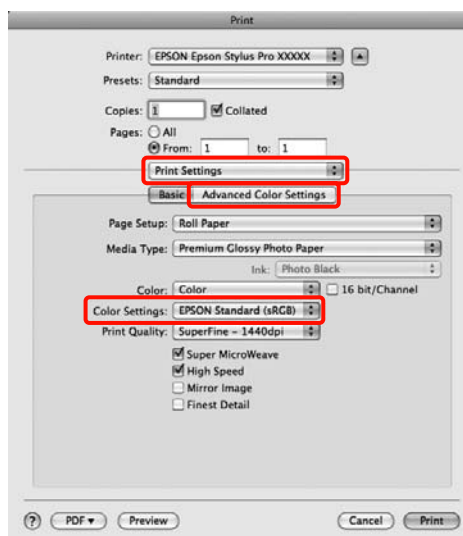 Print
Printer: EPSON Epson Stylus Pro XXXXX
Presets: Standard
Copies: 1 Collated
Pages: All
From: 1 to: 1
Print Settings
Basic Advanced Color Settings
Page Setup: Roll Paper
Media Type: Premium Glossy Photo Paper
Ink: Photo Black
Color: Color 16 bit/Channel
Color Settings: EPSON Standard (sRGB)
Print Quality: SuperFine - 1440dpi
Super MicroWeave
High Speed
Mirror Image
Finest Detail
? PDF Preview Cancel Print